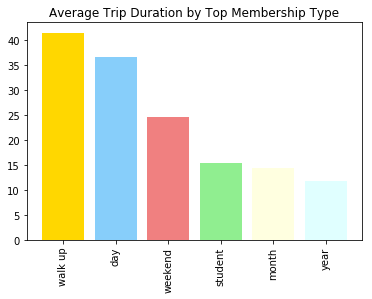 Average Trip Duration by Top Membership Type
40
35
30
25
20
15
10
5
0
walk up
day
weekend
student
month
year